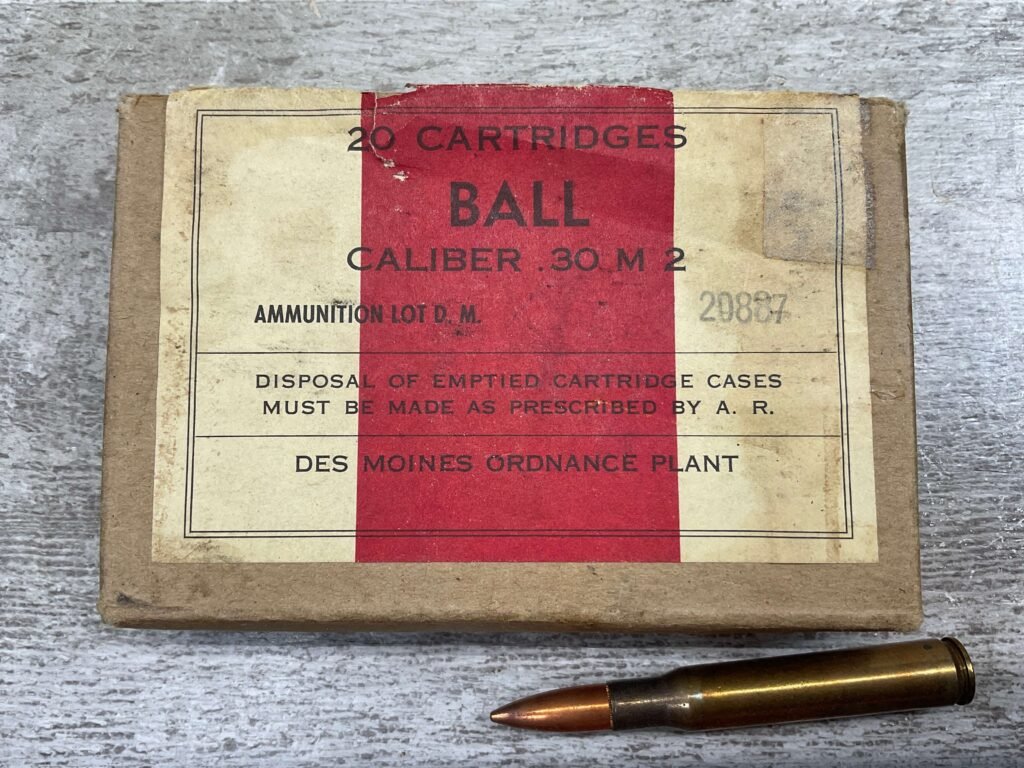 20 CARTRIDGES
BALL
CALIBER .30 M 2
AMMUNITION LOT D. M. 20887
DISPOSAL OF EMPTIED CARTRIDGE CASES
MUST BE MADE AS PRESCRIBED BY A. R.
DES MOINES ORDNANCE PLANT